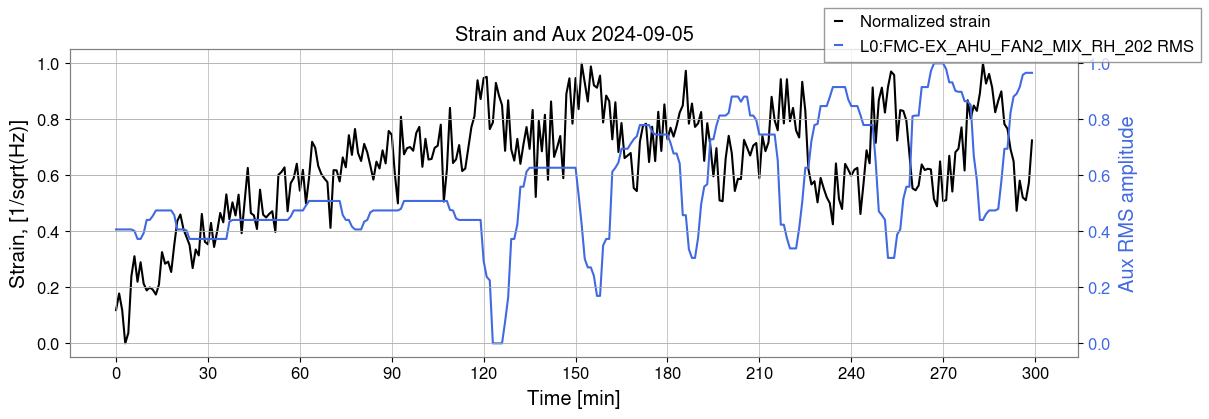 Strain and Aux 2024-09-05
Normalized strain
L0:FMC-EX_AHU_FAN2_MIX_RH_202 RMS
Strain, [1/sqrt(Hz)]
1.0
0.8
0.6
0.4
0.2
0.0
1.0
0.8
0.6
0.4
0.2
0.0
Aux RMS amplitude
0 30 60 90 120 150 180 210 240 270 300
Time [min]